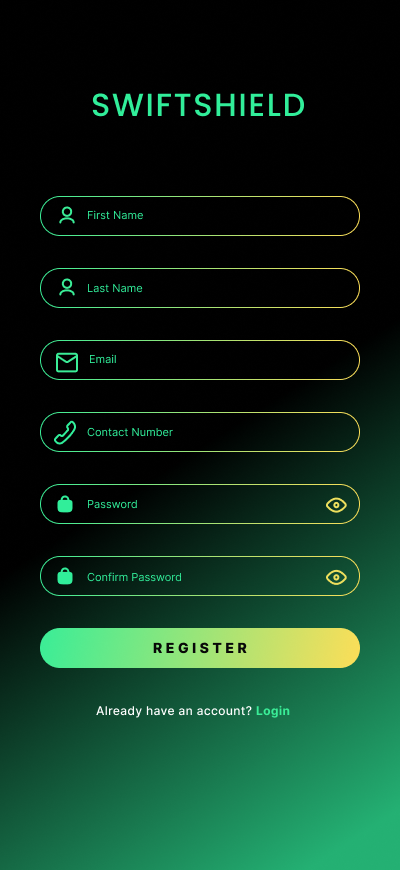 SWIFTSHIELD
First Name
Last Name
Email
Contact Number
Password
Confirm Password
REGISTER
Already have an account? Login